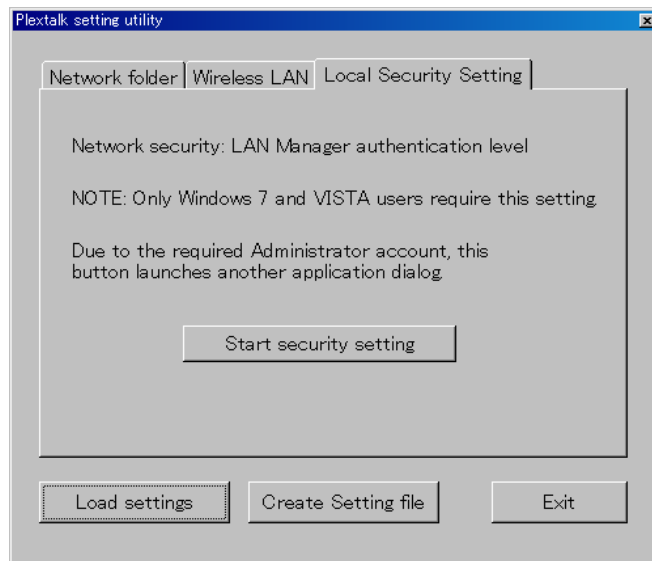 Plextalk setting utility
Network folder
Wireless LAN
Local Security Setting
Network security: LAN Manager authentication level
NOTE: Only Windows 7 and VISTA users require this setting.
Due to the required Administrator account, this
button launches another application dialog.
Start security setting
Load settings
Create Setting file
Exit